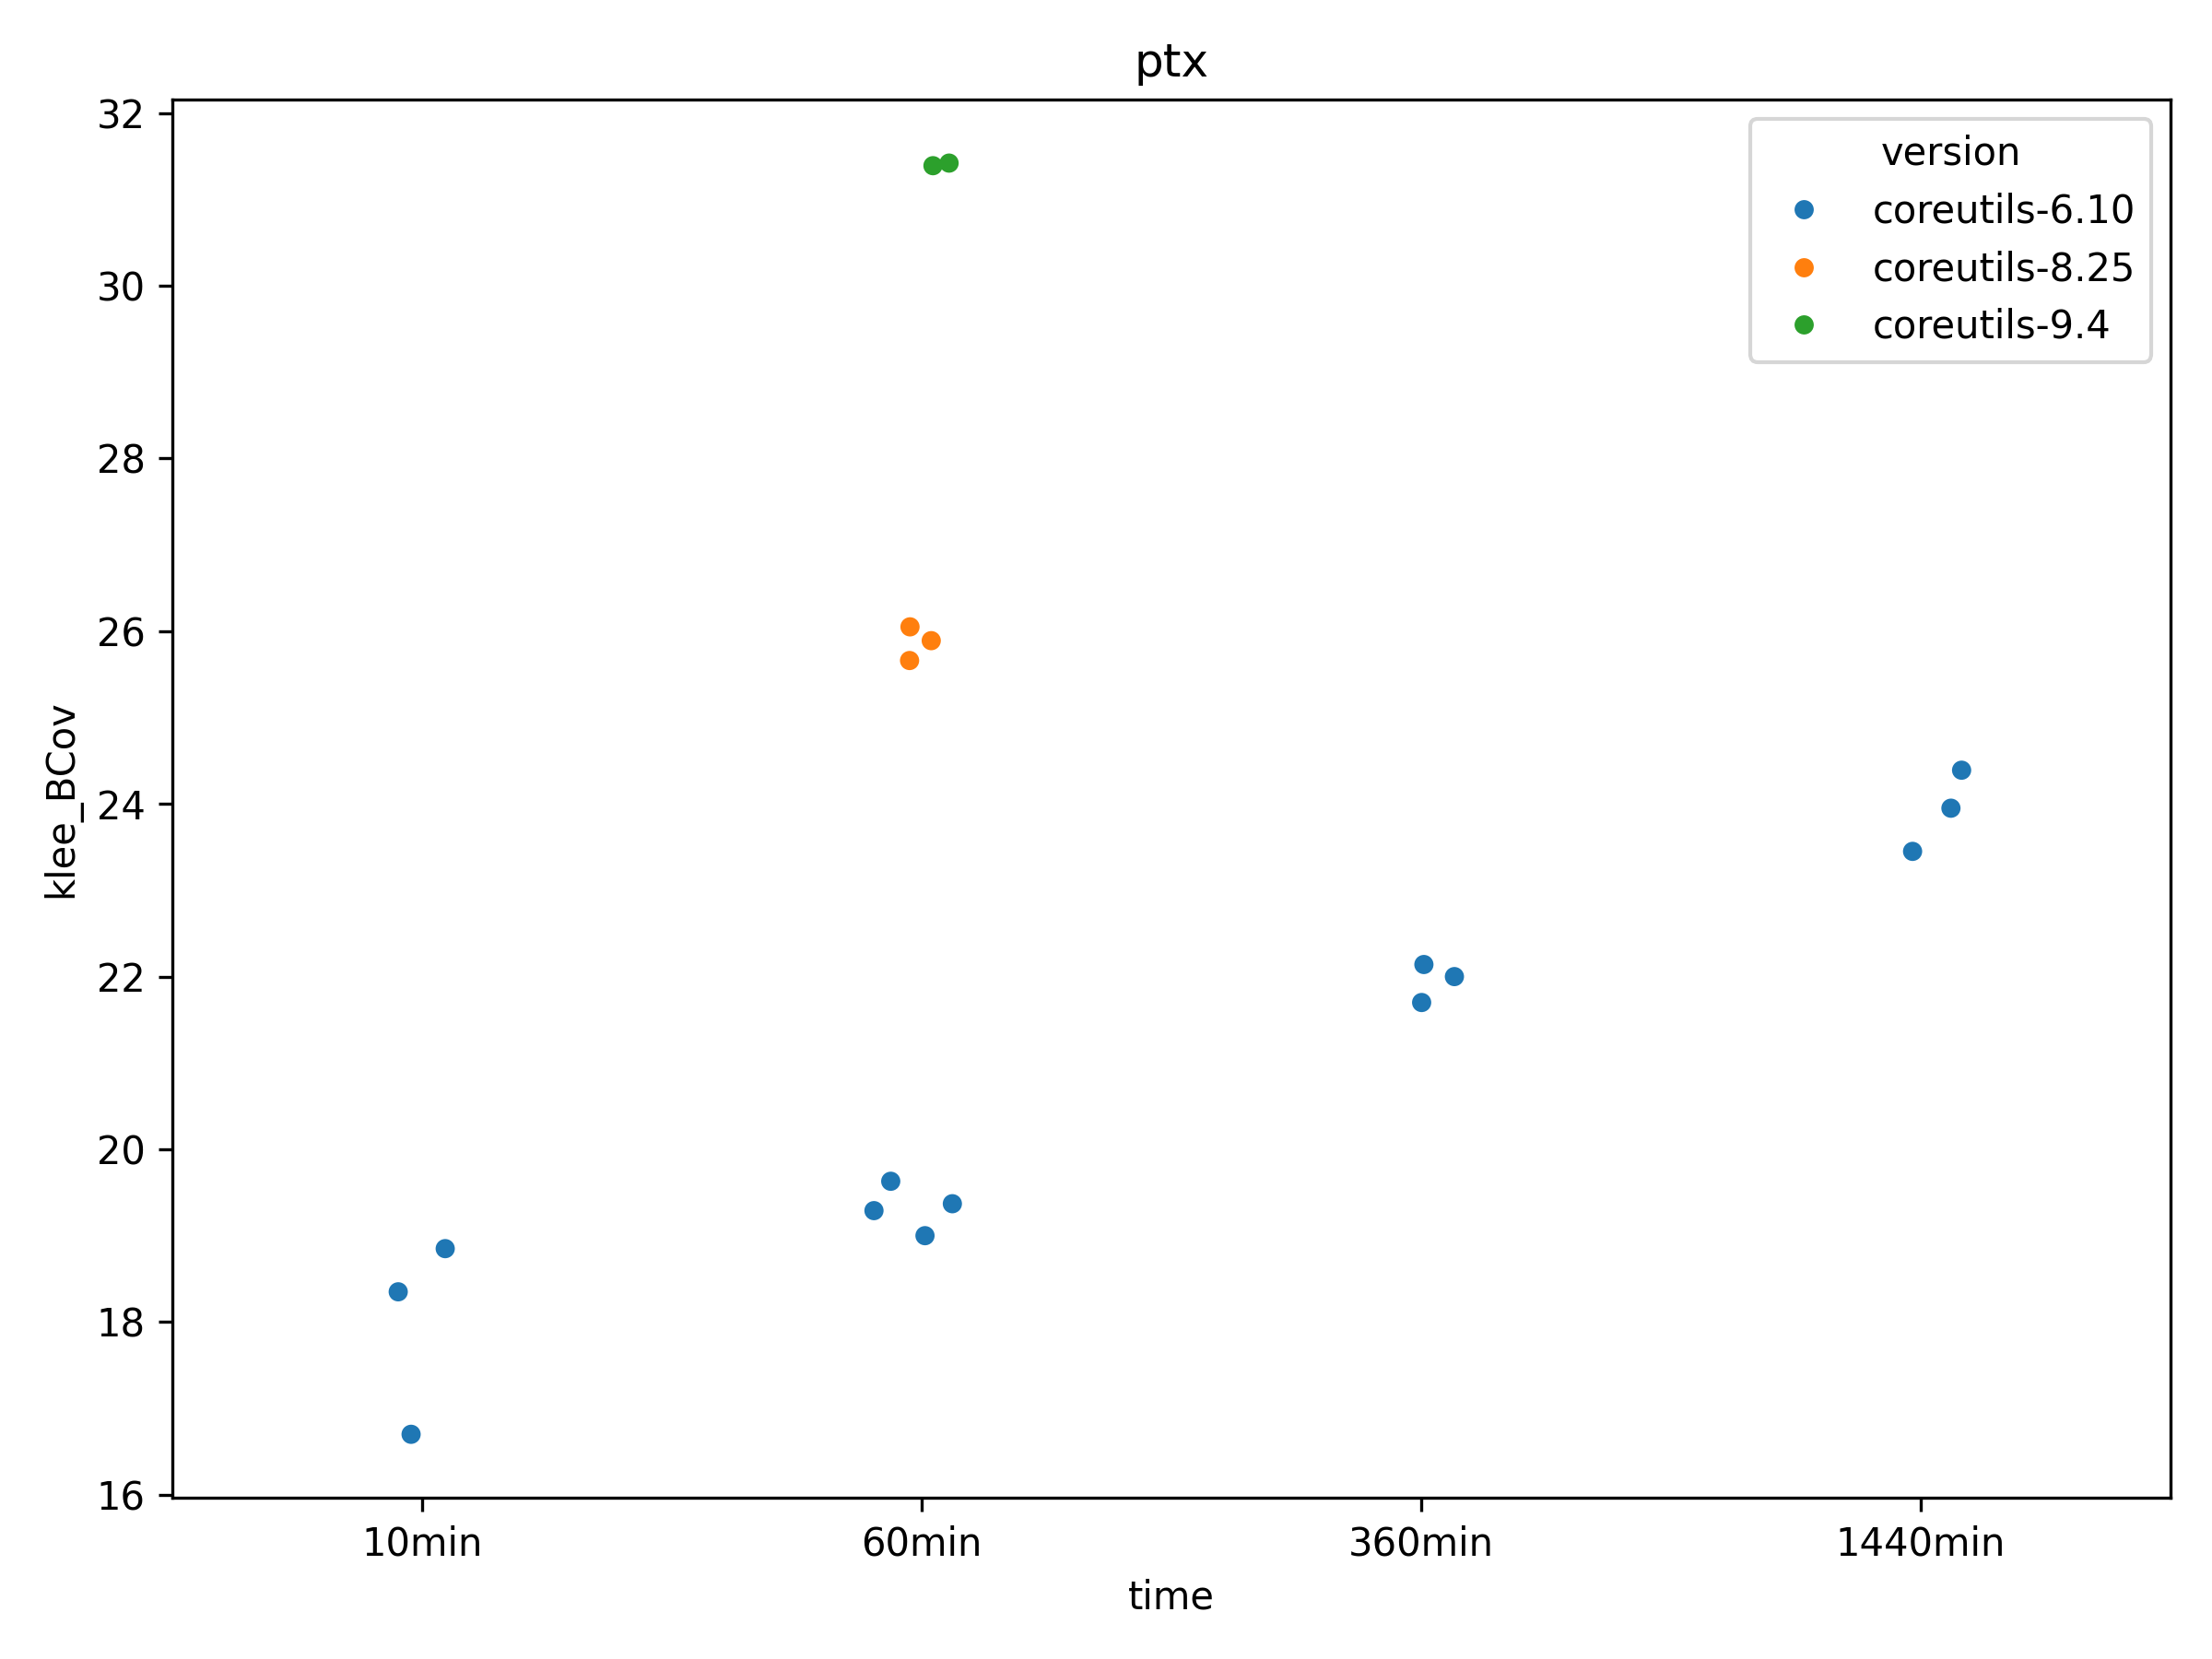 ptx
32
30
28
26
24
22
20
18
16
klee_BCov
version
coreutils-6.10
coreutils-8.25
coreutils-9.4
10min 60min 360min 1440min
time